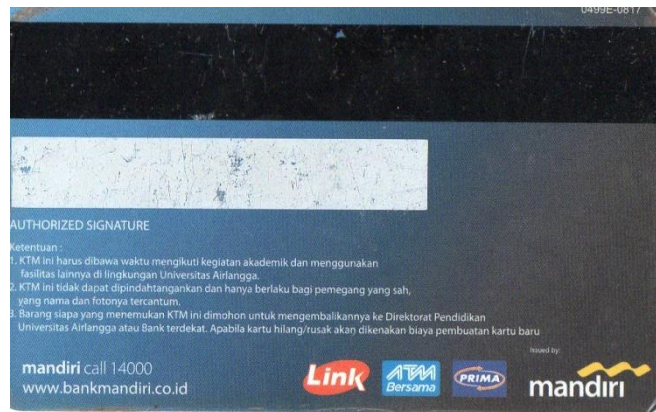 0499E-0817
AUTHORIZED SIGNATURE
Ketentuan :
1. KTM ini harus dibawa waktu mengikuti kegiatan akademik dan menggunakan
fasilitas lainnya di lingkungan Universitas Airlangga.
2. KTM ini tidak dapat dipindahtangankan dan hanya berlaku bagi pemegang yang sah,
yang nama dan fotonya tercantum.
3. Barang siapa yang menemukan KTM ini dimohon untuk mengembalikannya ke Direktorat Pendidikan
Universitas Airlangga atau Bank terdekat. Apabila kartu hilang/rusak akan dikenakan biaya pembuatan kartu baru
Issued by:
mandiri call 14000
www.bankmandiri.co.id
Link
ATM
Bersama
PRIMA
mandırı